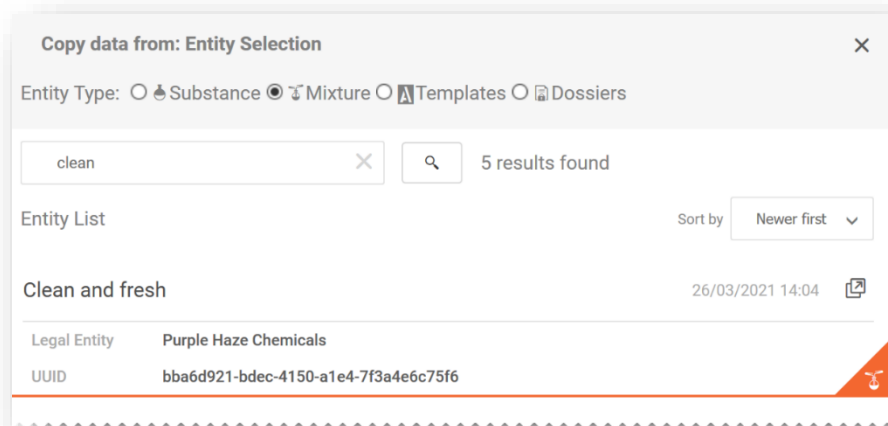 Copy data from: Entity Selection
Entity Type: Substance Mixture Templates Dossiers
clean 5 results found
Entity List Sort by Newer first
Clean and fresh 26/03/2021 14:04
Legal Entity Purple Haze Chemicals
UUID bba6d921-bdec-4150-a1e4-7f3a4e6c75f6